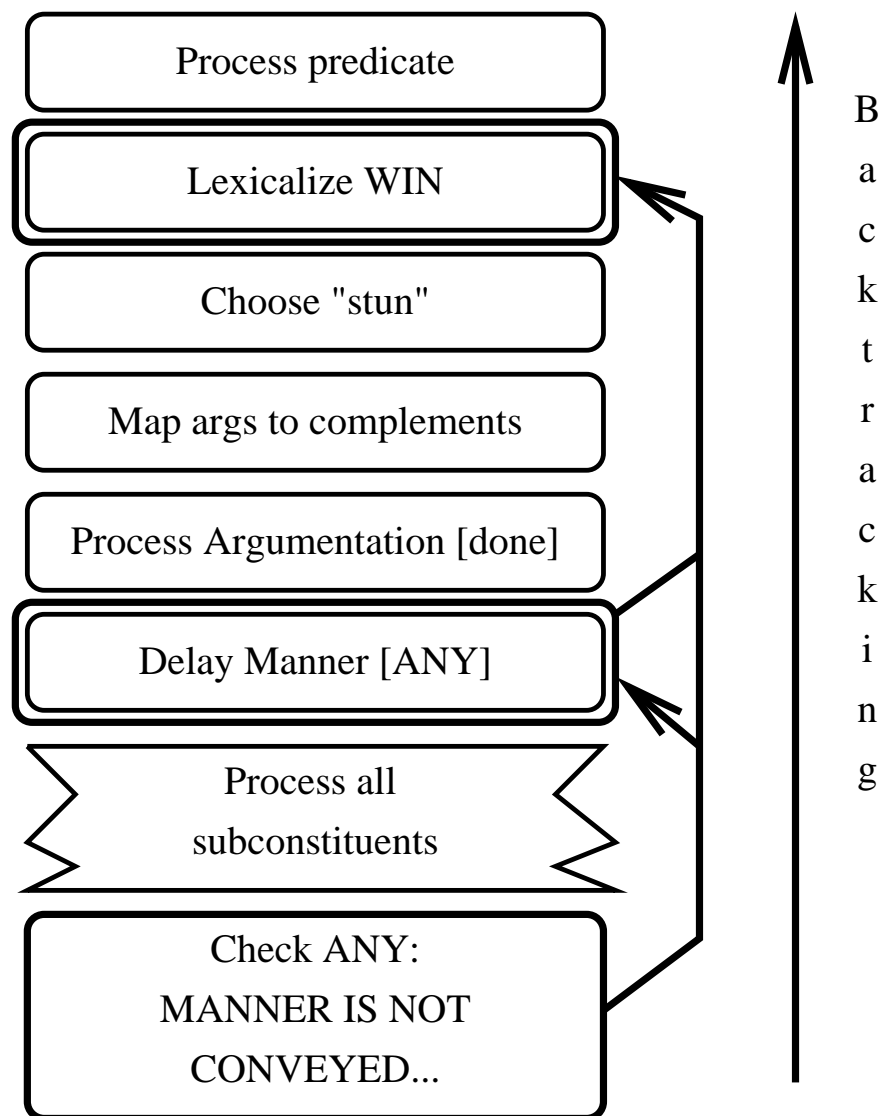 Process predicate
Lexicalize WIN
Choose "stun"
Map args to complements
Process Argumentation [done]
Delay Manner [ANY]
Process all
subconstituents
Check ANY:
MANNER IS NOT
CONVEYED...
Backtracking